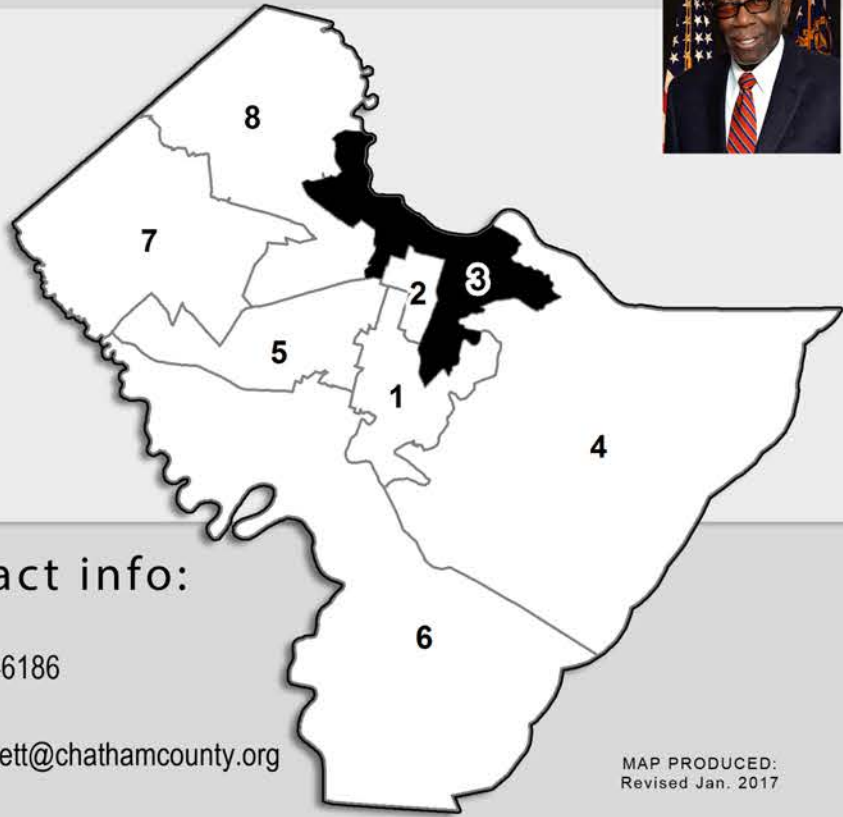 8
7
2
3
5
1
4
6
act info:
6186
ett@chathamcounty.org
MAP PRODUCED:
Revised Jan. 2017